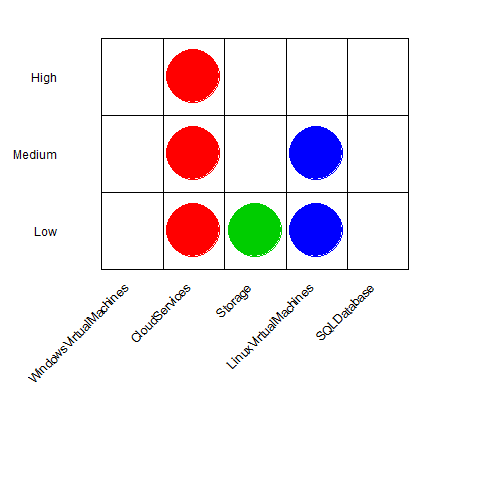 High
Medium
Low
WindowsVirtualMachines
CloudServices
Storage
LinuxVirtualMachines
SQLDatabase